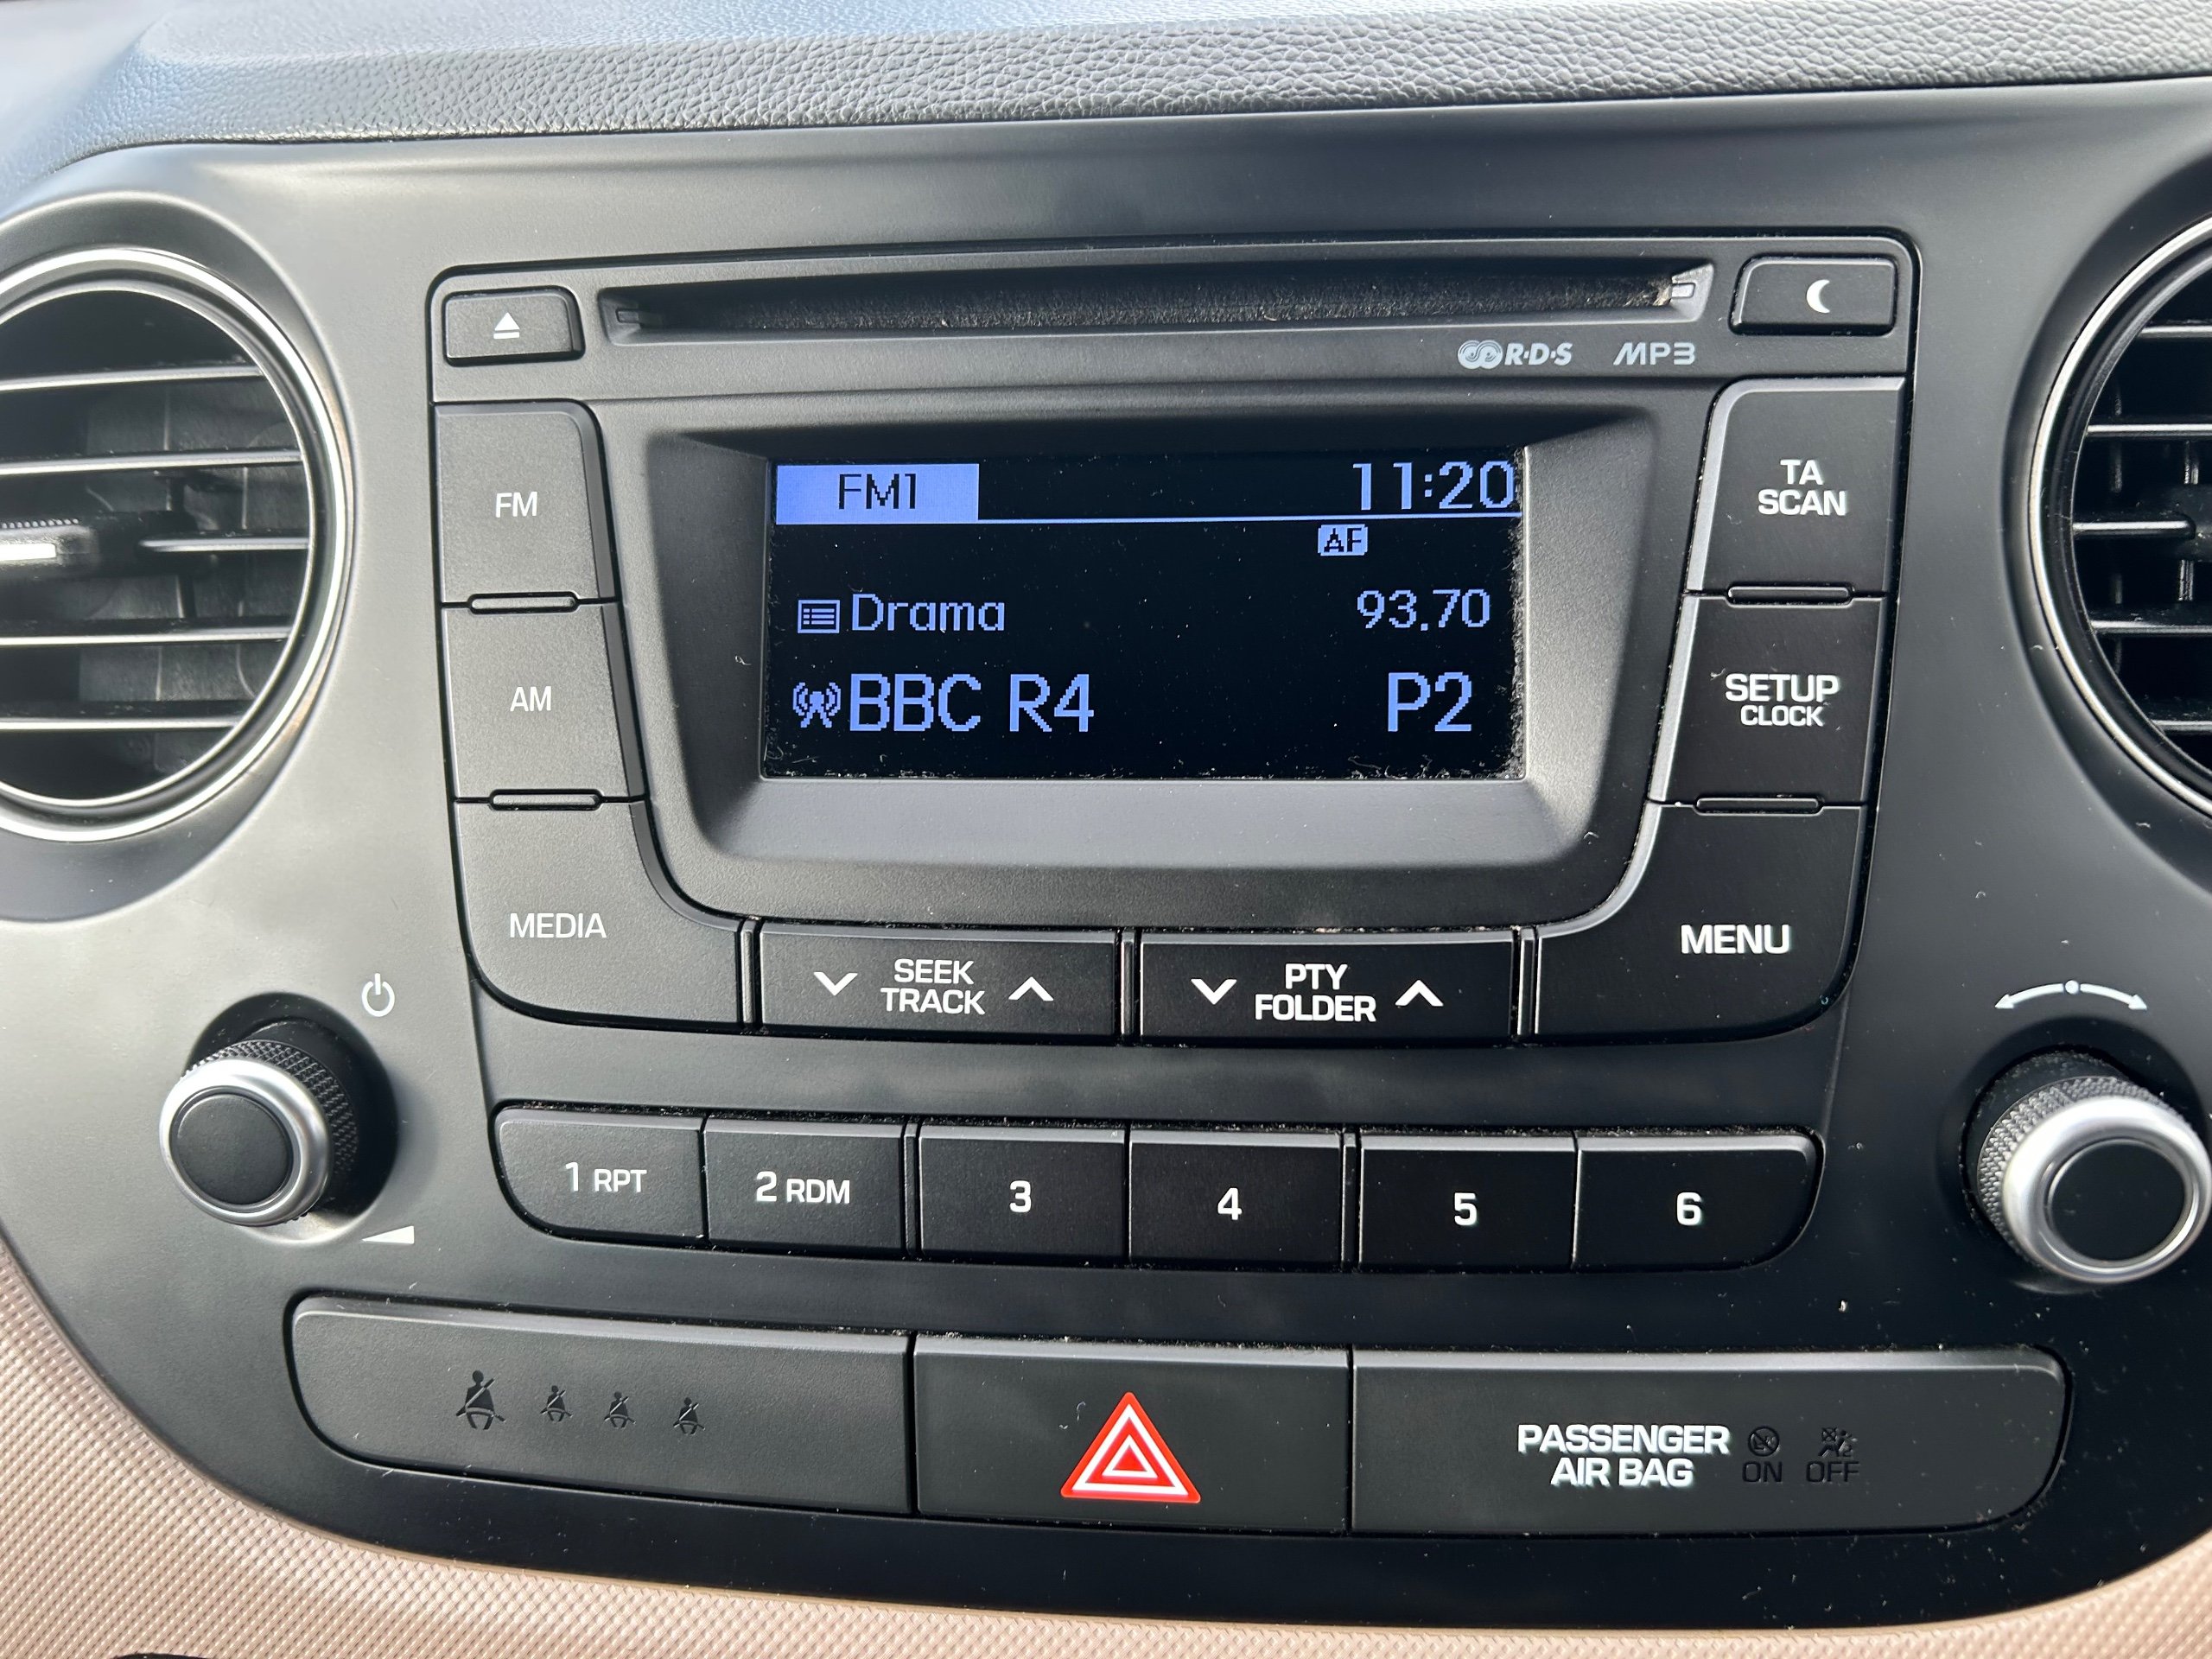 R·D·S MP3
FM1 11:20
AF
Drama 93.70
BBC R4 P2
FM
AM
MEDIA
TA
SCAN
SETUP
CLOCK
MENU
SEEK
TRACK
PTY
FOLDER
1 RPT
2 RDM
3
4
5
6
PASSENGER
AIR BAG
ON OFF